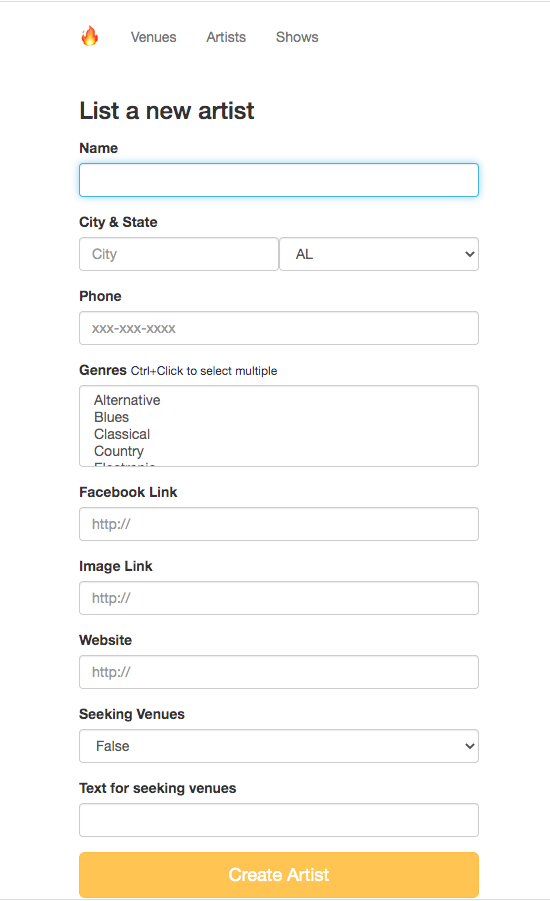 Venues Artists Shows
List a new artist
Name
City & State
City AL
Phone
xxx-xxx-xxxx
Genres Ctrl+Click to select multiple
Alternative
Blues
Classical
Country
Electronic
Facebook Link
http://
Image Link
http://
Website
http://
Seeking Venues
False
Text for seeking venues
Create Artist